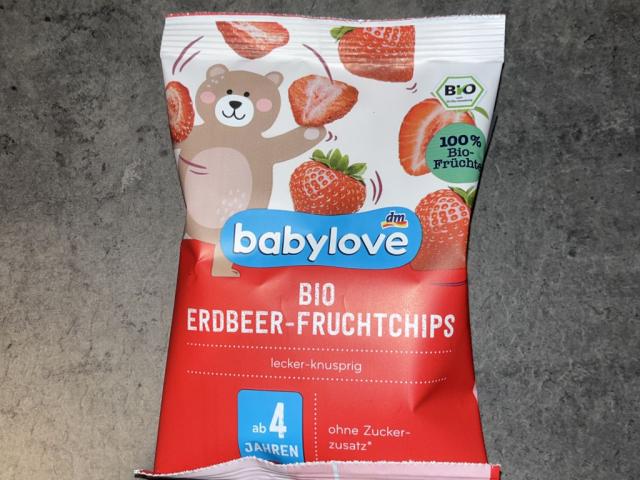 BIO
100%
Bio-
Früchte
dm
babylove
BIO
ERDBEER-FRUCHTCHIPS
lecker-knusprig
ab 4
JAHREN
ohne Zucker-
zusatz*